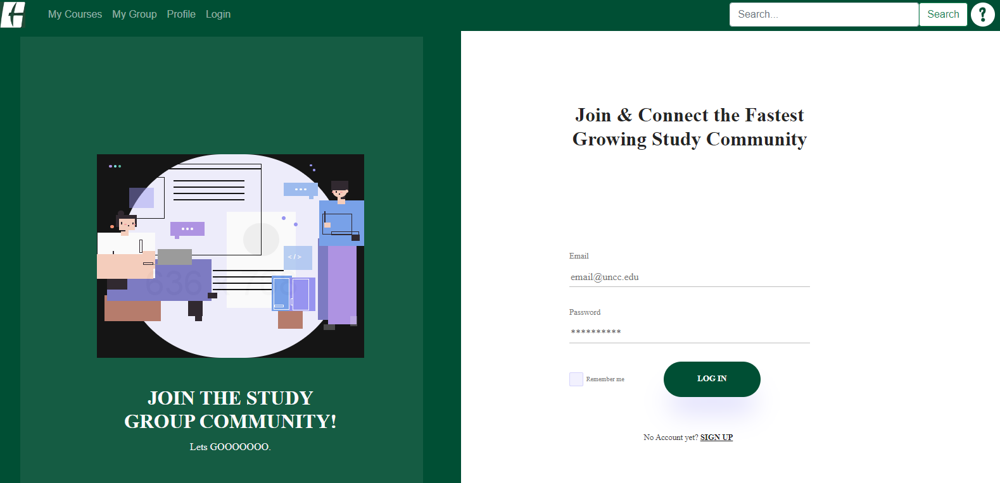 My Courses My Group Profile Login Search... Search ?
</>
JOIN THE STUDY
GROUP COMMUNITY!
Lets GOOOOOOO.
Join & Connect the Fastest
Growing Study Community
Email
email@uncc.edu
Password
**********
Remember me LOG IN
No Account yet? SIGN UP